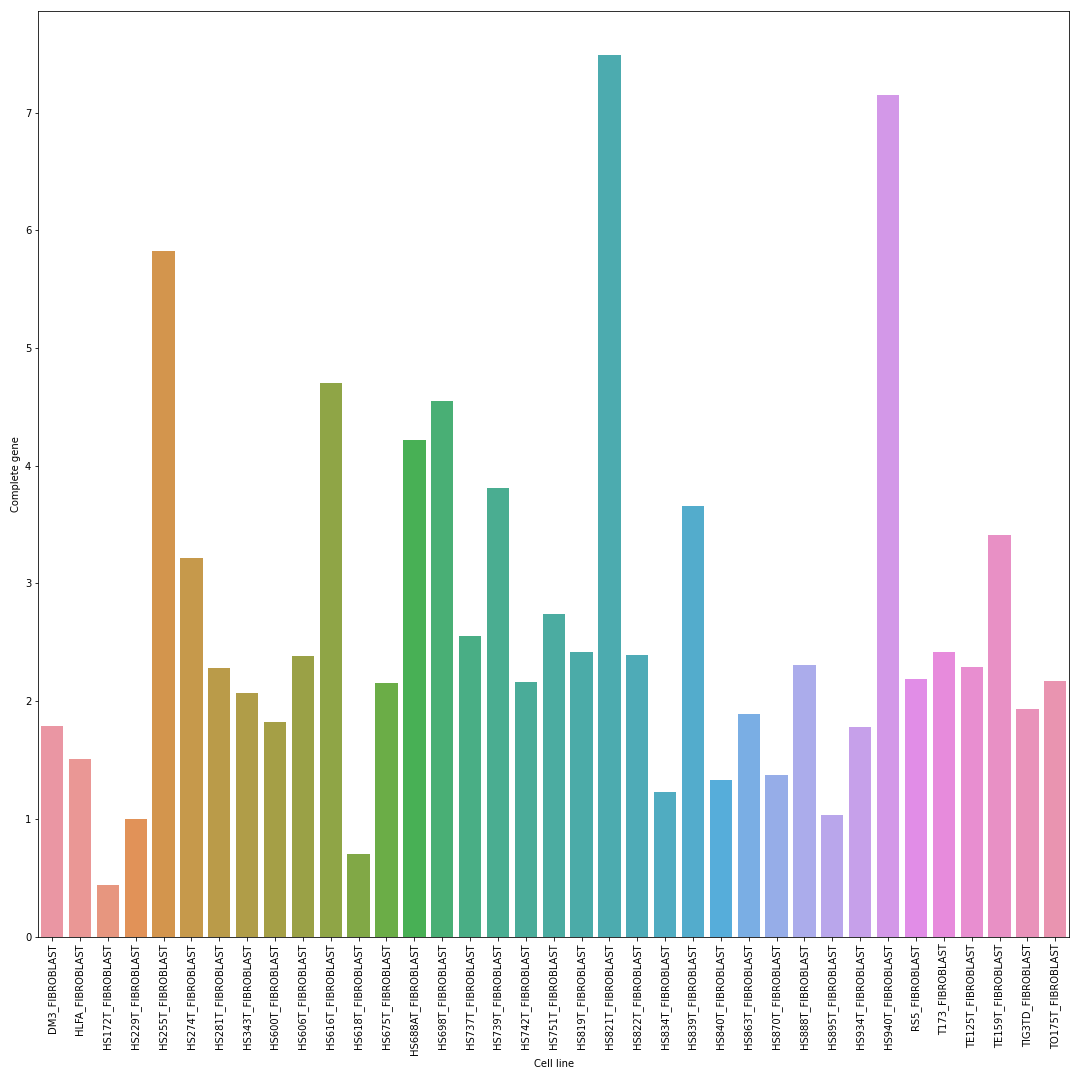 Complete gene
7
6
5
4
3
2
1
0
DM3_FIBROBLAST
HLFA_FIBROBLAST
HS172T_FIBROBLAST
HS229T_FIBROBLAST
HS255T_FIBROBLAST
HS274T_FIBROBLAST
HS281T_FIBROBLAST
HS343T_FIBROBLAST
HS600T_FIBROBLAST
HS606T_FIBROBLAST
HS616T_FIBROBLAST
HS618T_FIBROBLAST
HS675T_FIBROBLAST
HS688AT_FIBROBLAST
HS698T_FIBROBLAST
HS737T_FIBROBLAST
HS739T_FIBROBLAST
HS742T_FIBROBLAST
HS751T_FIBROBLAST
HS819T_FIBROBLAST
HS821T_FIBROBLAST
HS822T_FIBROBLAST
HS834T_FIBROBLAST
HS839T_FIBROBLAST
HS840T_FIBROBLAST
HS863T_FIBROBLAST
HS870T_FIBROBLAST
HS888T_FIBROBLAST
HS895T_FIBROBLAST
HS934T_FIBROBLAST
HS940T_FIBROBLAST
RS5_FIBROBLAST
T173_FIBROBLAST
TE125T_FIBROBLAST
TE159T_FIBROBLAST
TIG3TD_FIBROBLAST
TO175T_FIBROBLAST
Cell line